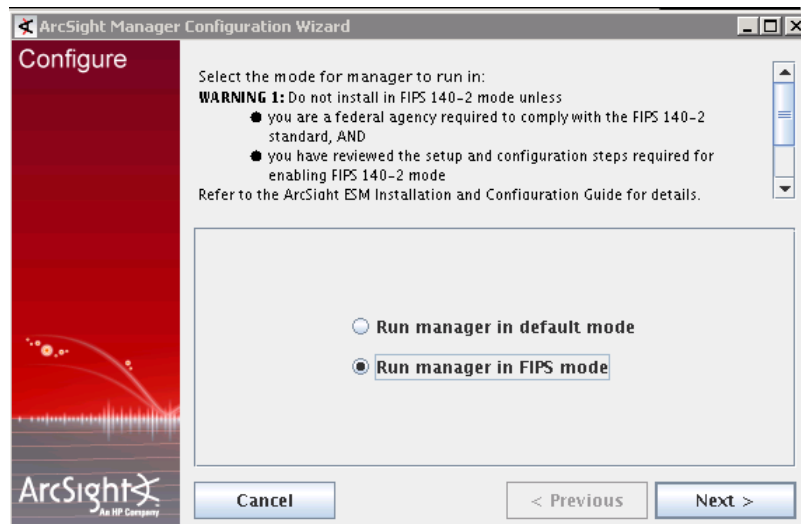 ArcSight Manager Configuration Wizard
Configure
Select the mode for manager to run in:
WARNING 1: Do not install in FIPS 140-2 mode unless
● you are a federal agency required to comply with the FIPS 140-2
standard, AND
● you have reviewed the setup and configuration steps required for
enabling FIPS 140-2 mode
Refer to the ArcSight ESM Installation and Configuration Guide for details.
Run manager in default mode
Run manager in FIPS mode
ArcSight
An HP Company
Cancel
< Previous
Next >